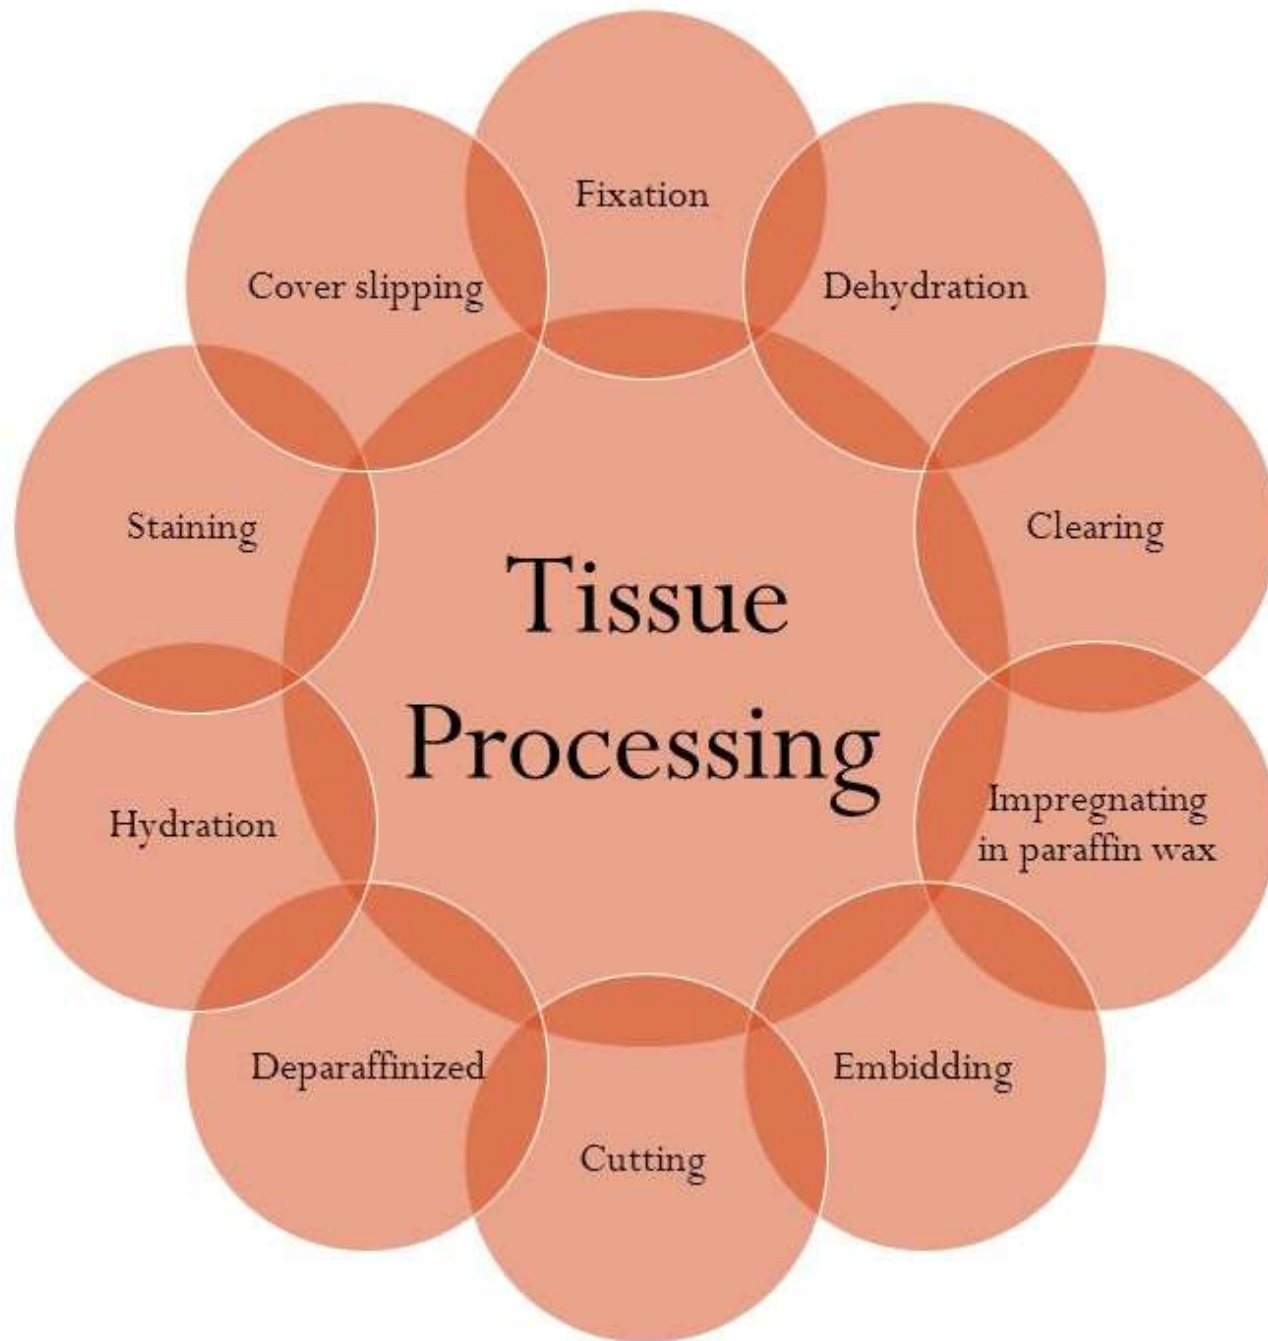 Fixation
Dehydration
Clearing
Impregnating
in paraffin wax
Embidding
Cutting
Deparaffinized
Hydration
Staining
Cover slipping
Tissue
Processing